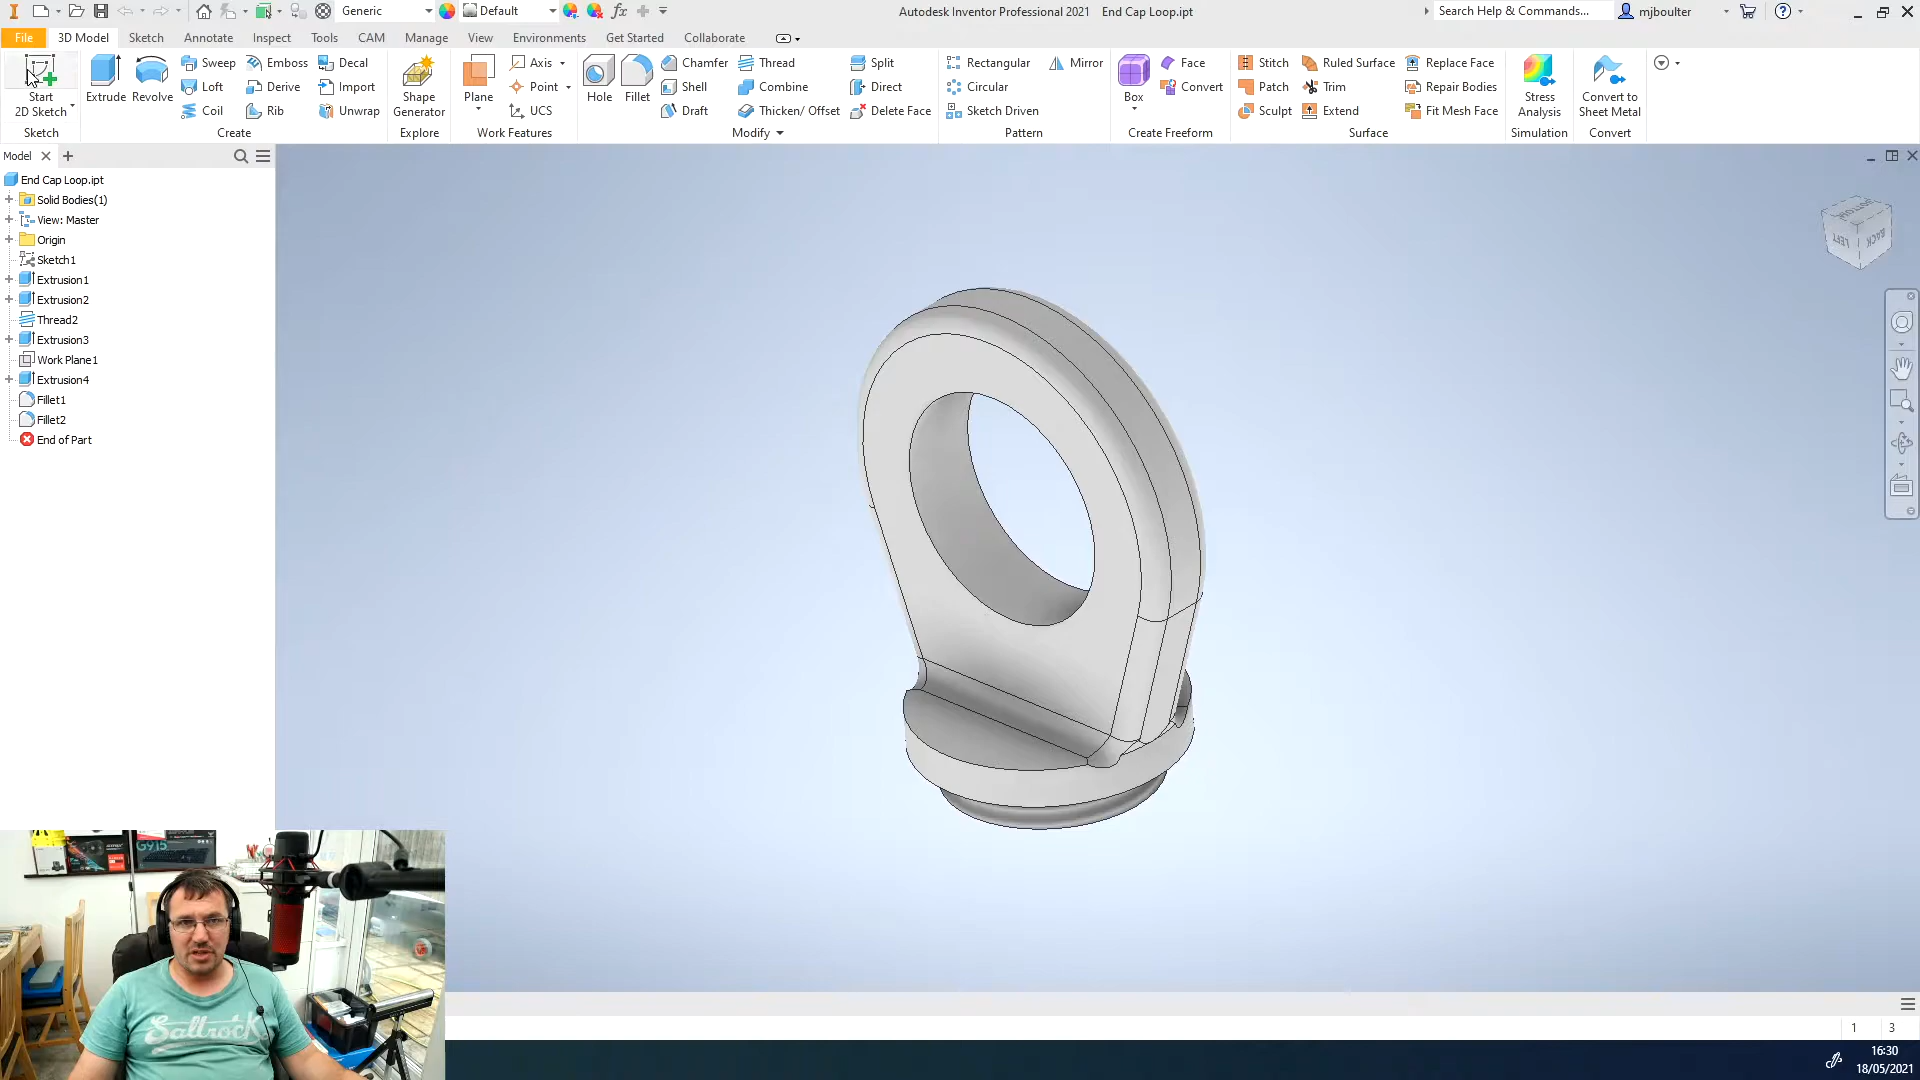 Generic
Default
Autodesk Inventor Professional 2021 End Cap Loop.ipt
Search Help & Commands...
mjboulter
File 3D Model Sketch Annotate Inspect Tools CAM Manage View Environments Get Started Collaborate
Start
2D Sketch
Sketch
Extrude
Revolve
Sweep
Loft
Coil
Emboss
Derive
Rib
Decal
Import
Unwrap
Create
Shape
Generator
Explore
Plane
Axis
Point
UCS
Work Features
Hole
Fillet
Chamfer
Shell
Draft
Thread
Combine
Thicken/ Offset
Split
Direct
Delete Face
Modify
Rectangular
Circular
Sketch Driven
Mirror
Pattern
Box
Face
Convert
Create Freeform
Stitch
Patch
Sculpt
Ruled Surface
Trim
Extend
Replace Face
Repair Bodies
Fit Mesh Face
Surface
Stress
Analysis
Simulation
Convert to
Sheet Metal
Convert
Model
End Cap Loop.ipt
Solid Bodies(1)
View: Master
Origin
Sketch1
Extrusion1
Extrusion2
Thread2
Extrusion3
Work Plane1
Extrusion4
Fillet1
Fillet2
End of Part
BOTTOM
LEFT
BACK
G915
Saltrock
1 3
16:30
18/05/2021